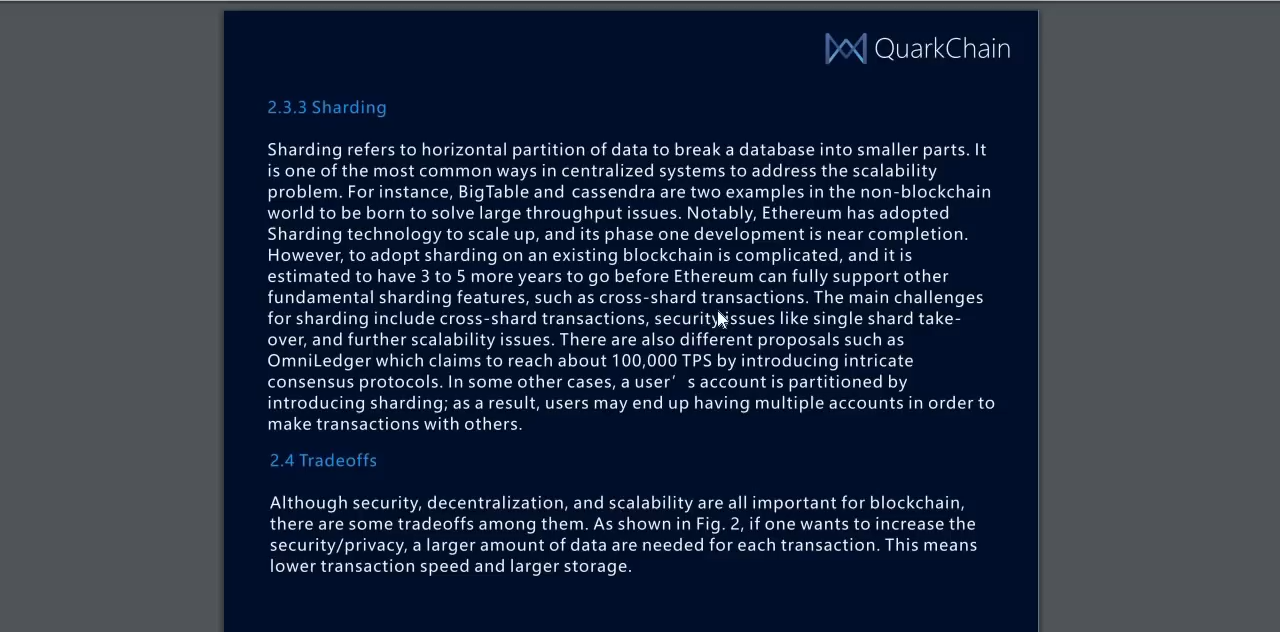 QuarkChain
2.3.3 Sharding
Sharding refers to horizontal partition of data to break a database into smaller parts. It
is one of the most common ways in centralized systems to address the scalability
problem. For instance, BigTable and cassendra are two examples in the non-blockchain
world to be born to solve large throughput issues. Notably, Ethereum has adopted
Sharding technology to scale up, and its phase one development is near completion.
However, to adopt sharding on an existing blockchain is complicated, and it is
estimated to have 3 to 5 more years to go before Ethereum can fully support other
fundamental sharding features, such as cross-shard transactions. The main challenges
for sharding include cross-shard transactions, security issues like single shard take-
over, and further scalability issues. There are also different proposals such as
OmniLedger which claims to reach about 100,000 TPS by introducing intricate
consensus protocols. In some other cases, a user’ s account is partitioned by
introducing sharding; as a result, users may end up having multiple accounts in order to
make transactions with others.
2.4 Tradeoffs
Although security, decentralization, and scalability are all important for blockchain,
there are some tradeoffs among them. As shown in Fig. 2, if one wants to increase the
security/privacy, a larger amount of data are needed for each transaction. This means
lower transaction speed and larger storage.